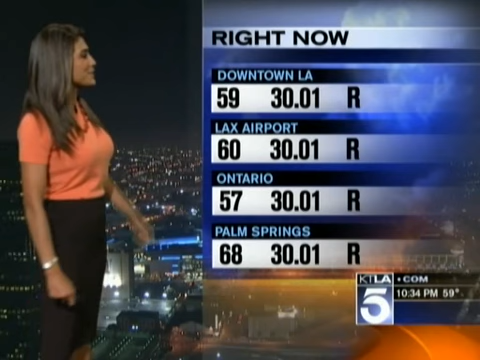 RIGHT NOW
DOWNTOWN LA
59 30.01 R
LAX AIRPORT
60 30.01 R
ONTARIO
57 30.01 R
PALM SPRINGS
68 30.01 R
KTLA .COM
5 10:34 PM 59°